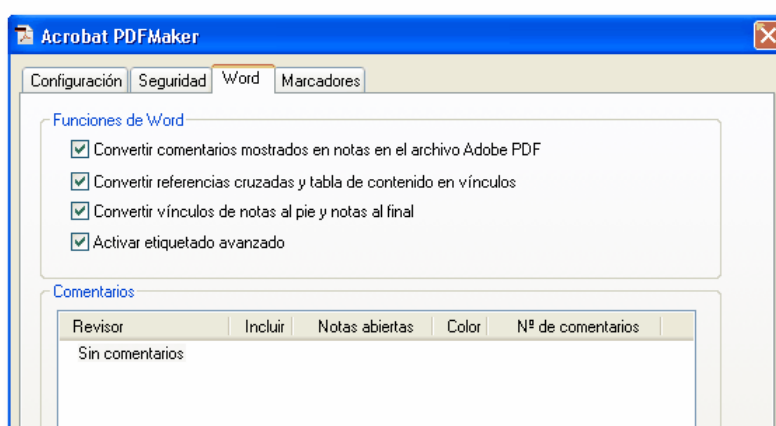 Acrobat PDFMaker
Configuración Seguridad Word Marcadores
Funciones de Word
Convertir comentarios mostrados en notas en el archivo Adobe PDF
Convertir referencias cruzadas y tabla de contenido en vínculos
Convertir vínculos de notas al pie y notas al final
Activar etiquetado avanzado
Comentarios
Revisor Incluir Notas abiertas Color Nº de comentarios
Sin comentarios